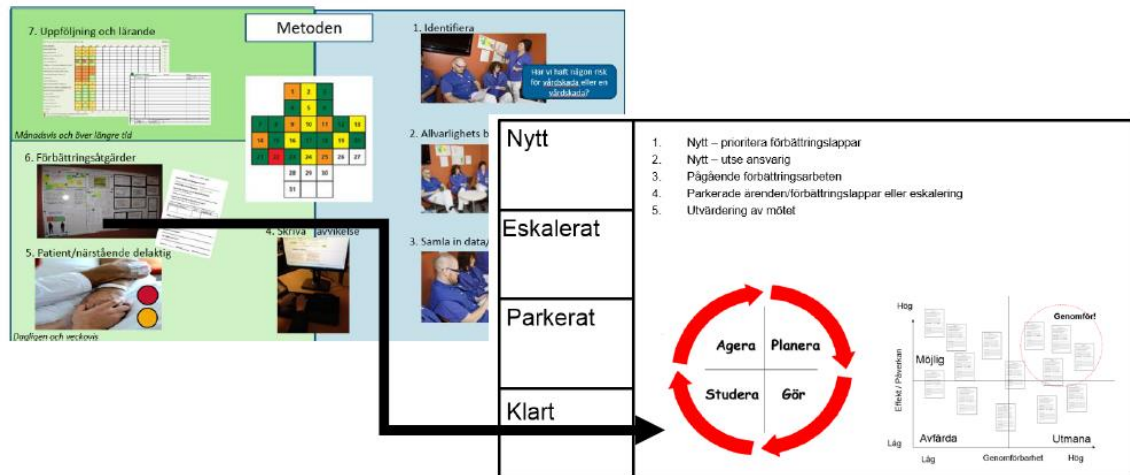 Metoden
7. Uppföljning och lärande
Månadsvis och över längre tid
1. Identifiera
Har vi haft någon risk
för vårdskada eller en
vårdskada?
1 2 3
4 5 6
7 8 9 10 11 12 13
14 15 16 17 18 19 20
21 22 23 24 25 26 27
28 29 30
31
2. Allvarlighets b
3. Samla in data/
6. Förbättringsåtgärder
4. Skriva avvikelse
5. Patient/närstående delaktig
Dagligen och veckovis
Nytt
Eskalerat
Parkerat
Klart
1. Nytt – prioritera förbättringslappar
2. Nytt – utse ansvarig
3. Pågående förbättringsarbeten
4. Parkerade ärenden/förbättringslappar eller eskalering
5. Utvärdering av mötet
Agera Planera
Studera Gör
Hög
Genomför!
Möjlig
Effekt / Påverkan
Avfärda Utmana
Låg
Låg Genomförbarhet Hög